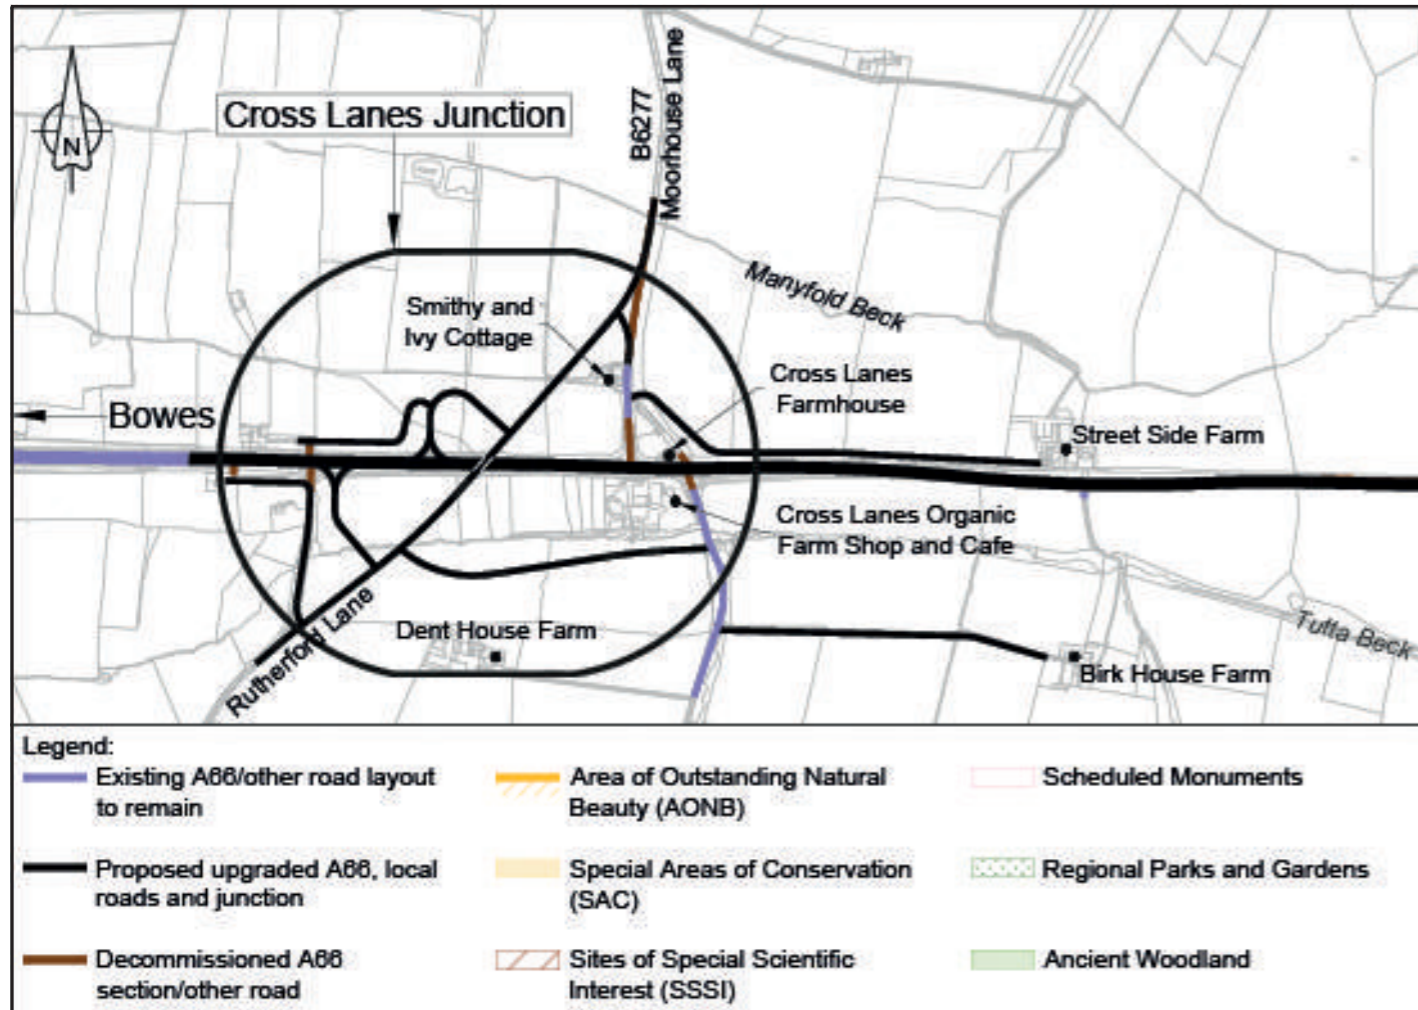 B6277
Moorhouse Lane
Cross Lanes Junction
N
Manyfold Beck
Smithy and
Ivy Cottage
Cross Lanes
Farmhouse
Bowes
Street Side Farm
Cross Lanes Organic
Farm Shop and Cafe
Rutherford Lane
Dent House Farm
Tutta Beck
Birk House Farm
Legend:
Existing A66/other road layout
to remain
Proposed upgraded A66, local
roads and junction
Decommissioned A66
section/other road
Area of Outstanding Natural
Beauty (AONB)
Special Areas of Conservation
(SAC)
Sites of Special Scientific
Interest (SSSI)
Scheduled Monuments
Regional Parks and Gardens
Ancient Woodland